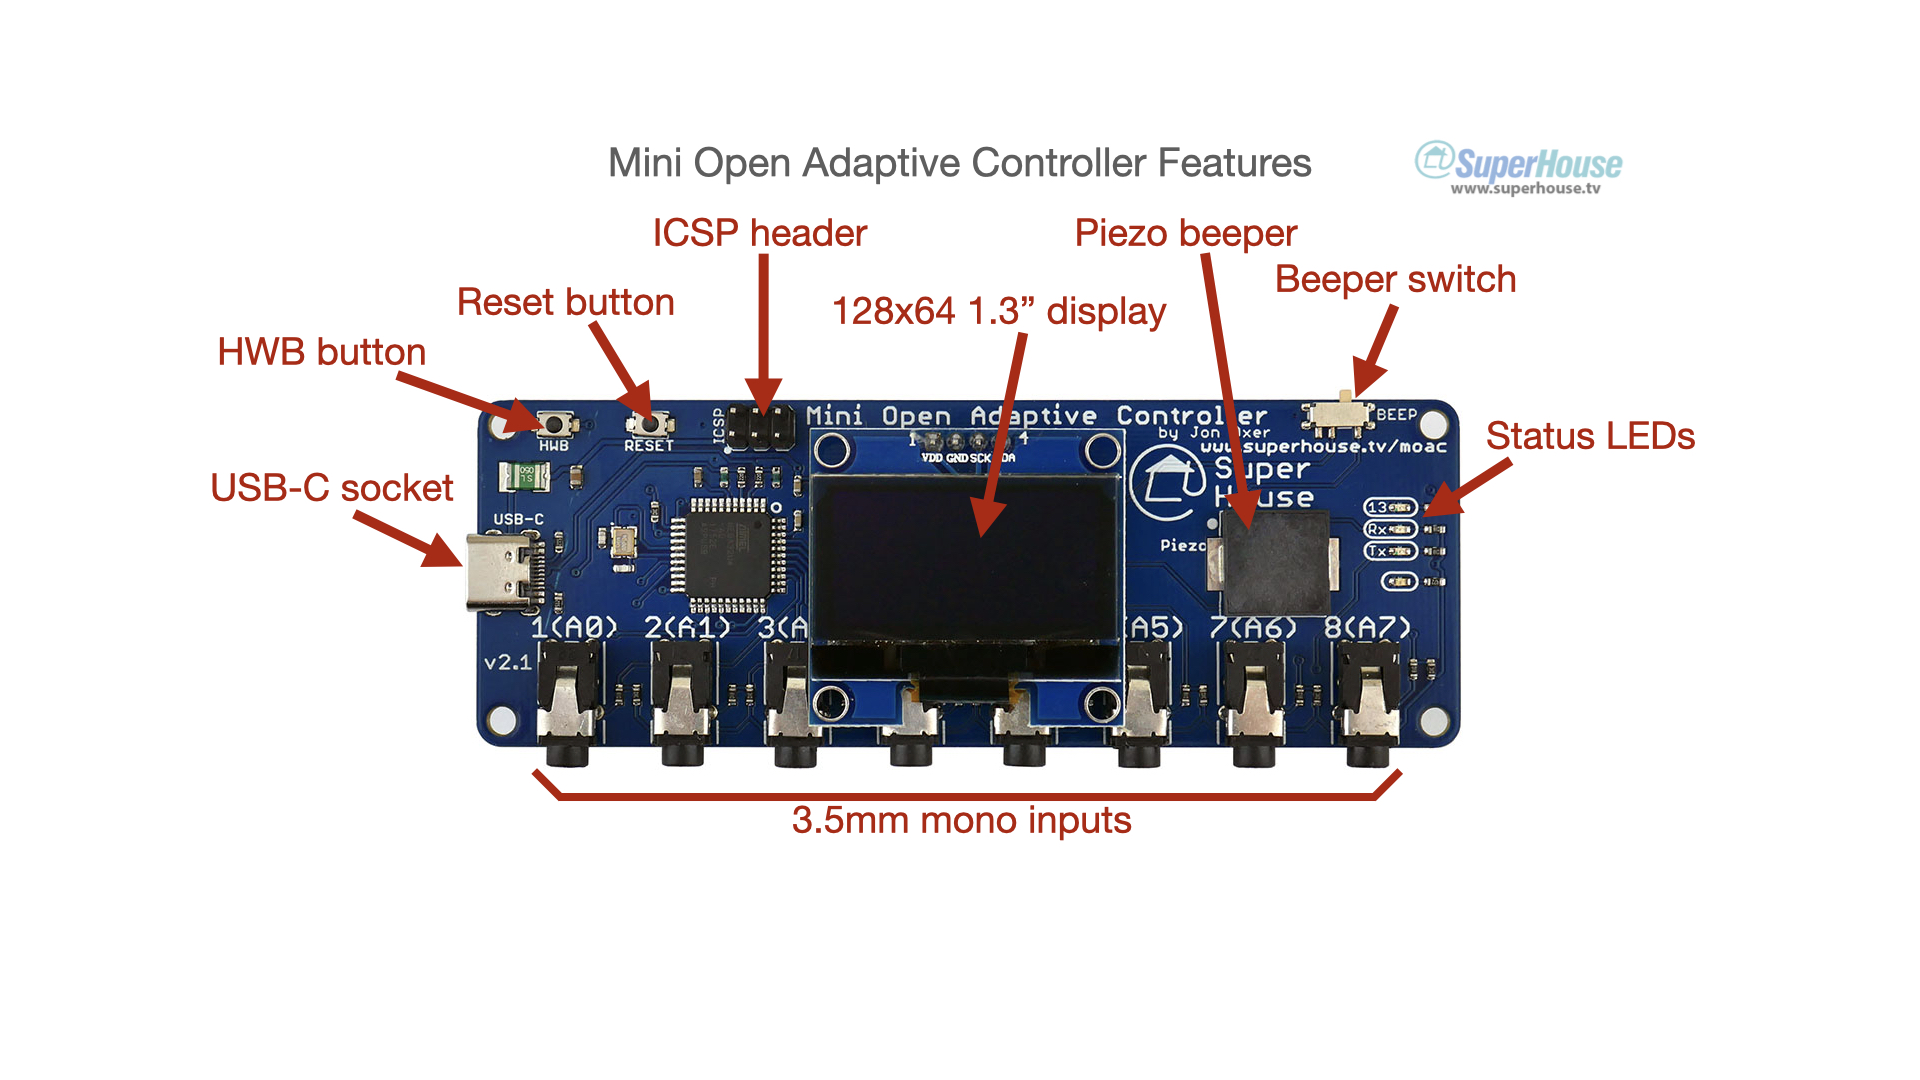 Mini Open Adaptive Controller Features
SuperHouse
www.superhouse.tv
ICSP header
Piezo beeper
Beeper switch
Reset button
128x64 1.3” display
HWB button
Status LEDs
USB-C socket
ICSP
Mini Open Adaptive Controller
BEEP
by Jon Oxer
www.superhouse.tv/moac
HWB
RESET
1
4
VDD GND SCK SDA
Super
House
USB-C
13
Rx
Tx
Piezo
1(A0)
2(A1)
3(A
A5)
7(A6)
8(A7)
v2.1
3.5mm mono inputs